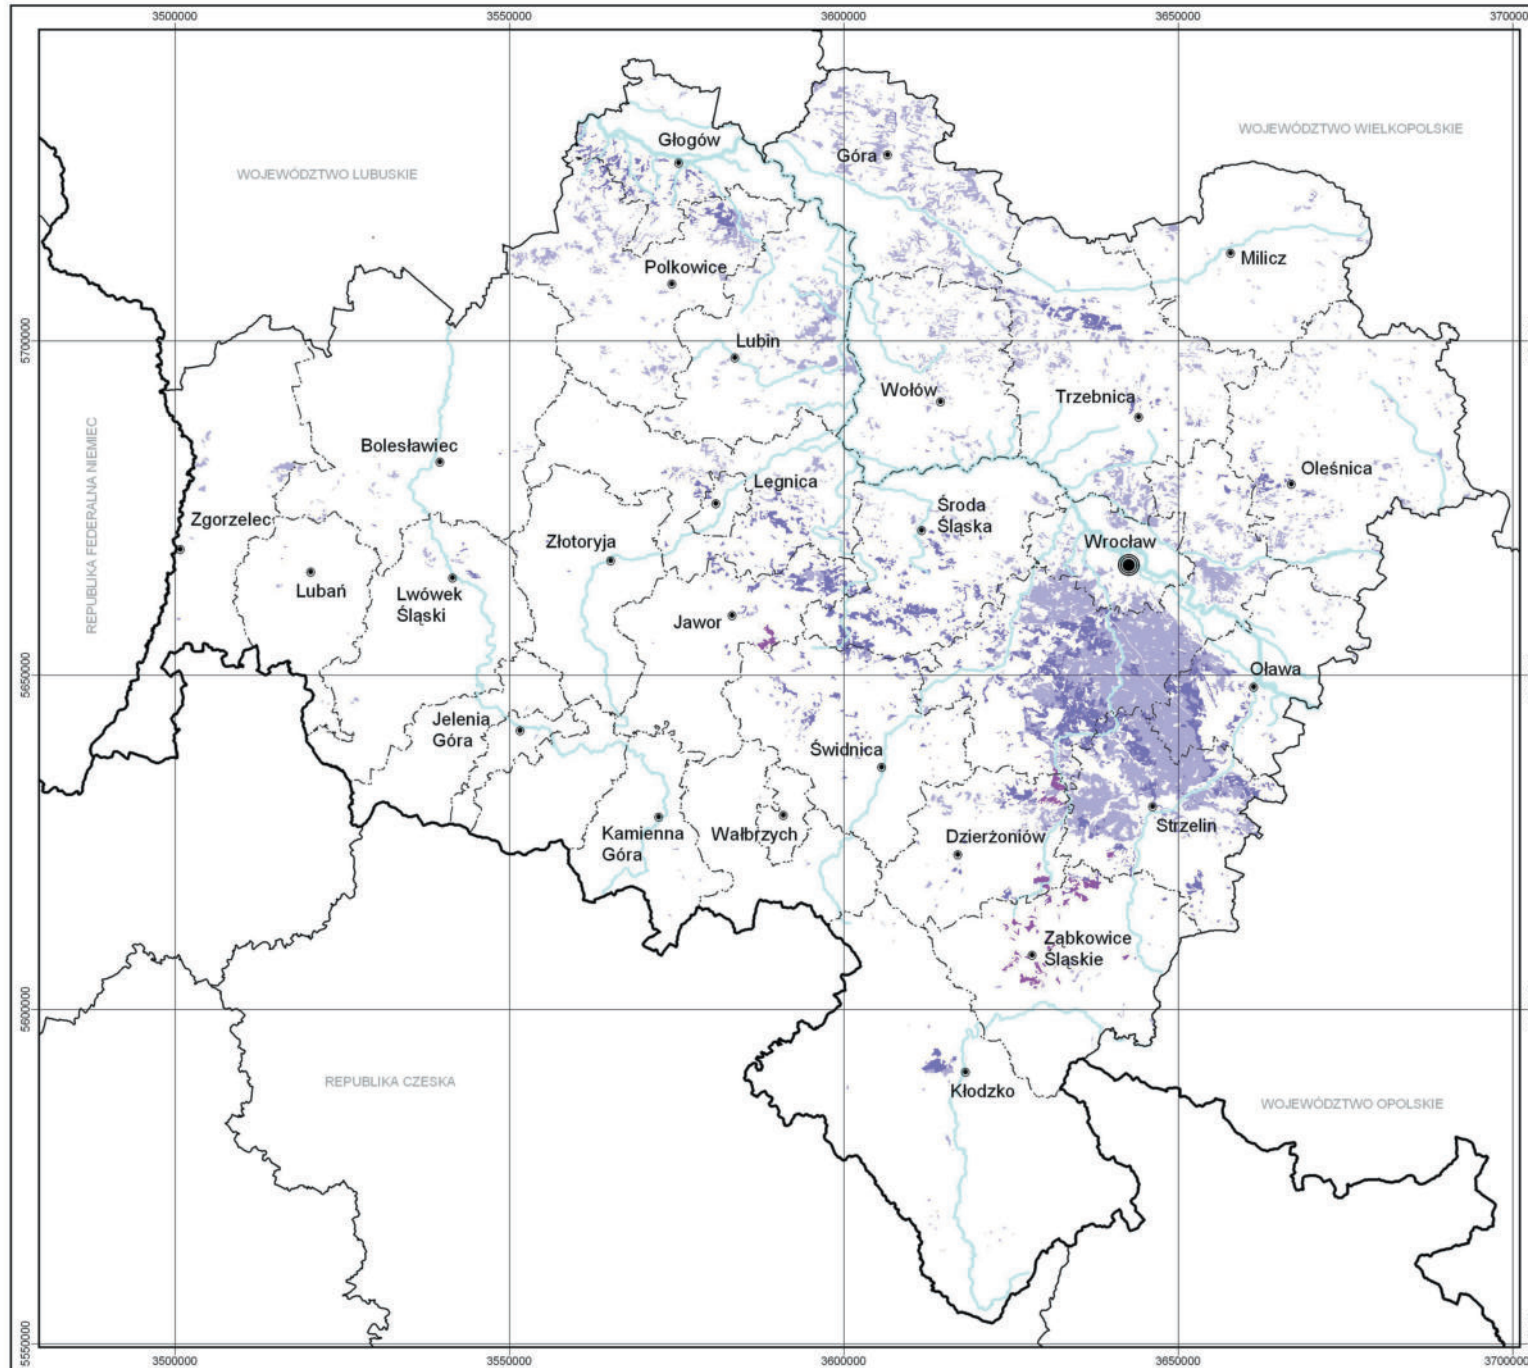 3500000
3550000
3600000
3650000
3700000
WOJEWÓDZTWO LUBUSKIE
WOJEWÓDZTWO WIELKOPOLSKIE
Głogów
Góra
Milicz
Polkowice
5700000
Lubin
Wołów
Trzebnica
REPUBLIKA FEDERALNA NIEMIEC
Bolesławiec
Legnica
Oleśnica
Zgorzelec
Złotoryja
Środa
Śląska
Wrocław
Lubań
Lwówek
Śląski
Jawor
5650000
Oława
Jelenia
Góra
Świdnica
Kamienna
Góra
Wałbrzych
Dzierżoniów
Strzelin
Ząbkowice
Śląskie
5600000
REPUBLIKA CZESKA
Kłodzko
WOJEWÓDZTWO OPOLSKIE
5550000
3500000
3550000
3600000
3650000
3700000